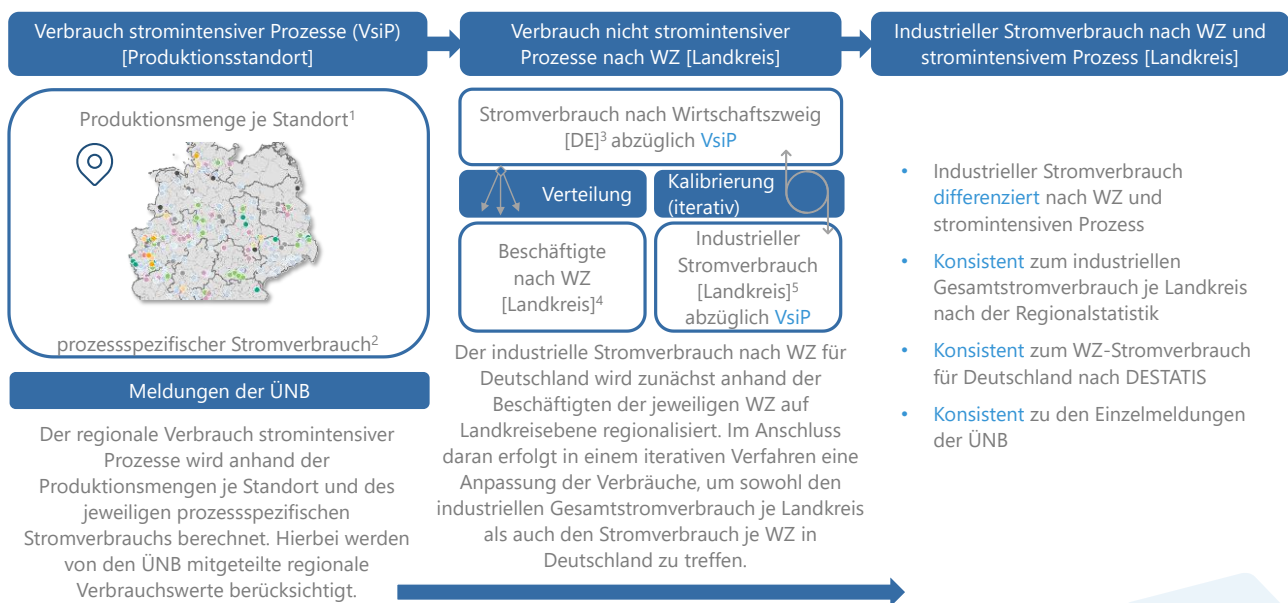 Verbrauch stromintensiver Prozesse (VsiP)
[Produktionsstandort]
Produktionsmenge je Standort1
prozessspezifischer Stromverbrauch2
Meldungen der ÜNB
Der regionale Verbrauch stromintensiver
Prozesse wird anhand der
Produktionsmengen je Standort und des
jeweiligen prozessspezifischen
Stromverbrauchs berechnet. Hierbei werden
von den ÜNB mitgeteilte regionale
Verbrauchswerte berücksichtigt.
Verbrauch nicht stromintensiver
Prozesse nach WZ [Landkreis]
Stromverbrauch nach Wirtschaftszweig
[DE]3 abzüglich VsiP
Verteilung
Kalibrierung
(iterativ)
Beschäftigte
nach WZ
[Landkreis]4
Industrieller
Stromverbrauch
[Landkreis]5
abzüglich VsiP
Der industrielle Stromverbrauch nach WZ für
Deutschland wird zunächst anhand der
Beschäftigten der jeweiligen WZ auf
Landkreisebene regionalisiert. Im Anschluss
daran erfolgt in einem iterativen Verfahren eine
Anpassung der Verbräuche, um sowohl den
industriellen Gesamtstromverbrauch je Landkreis
als auch den Stromverbrauch je WZ in
Deutschland zu treffen.
Industrieller Stromverbrauch nach WZ und
stromintensivem Prozess [Landkreis]
• Industrieller Stromverbrauch
differenziert nach WZ und
stromintensiven Prozess
• Konsistent zum industriellen
Gesamtstromverbrauch je Landkreis
nach der Regionalstatistik
• Konsistent zum WZ-Stromverbrauch
für Deutschland nach DESTATIS
• Konsistent zu den Einzelmeldungen
der ÜNB